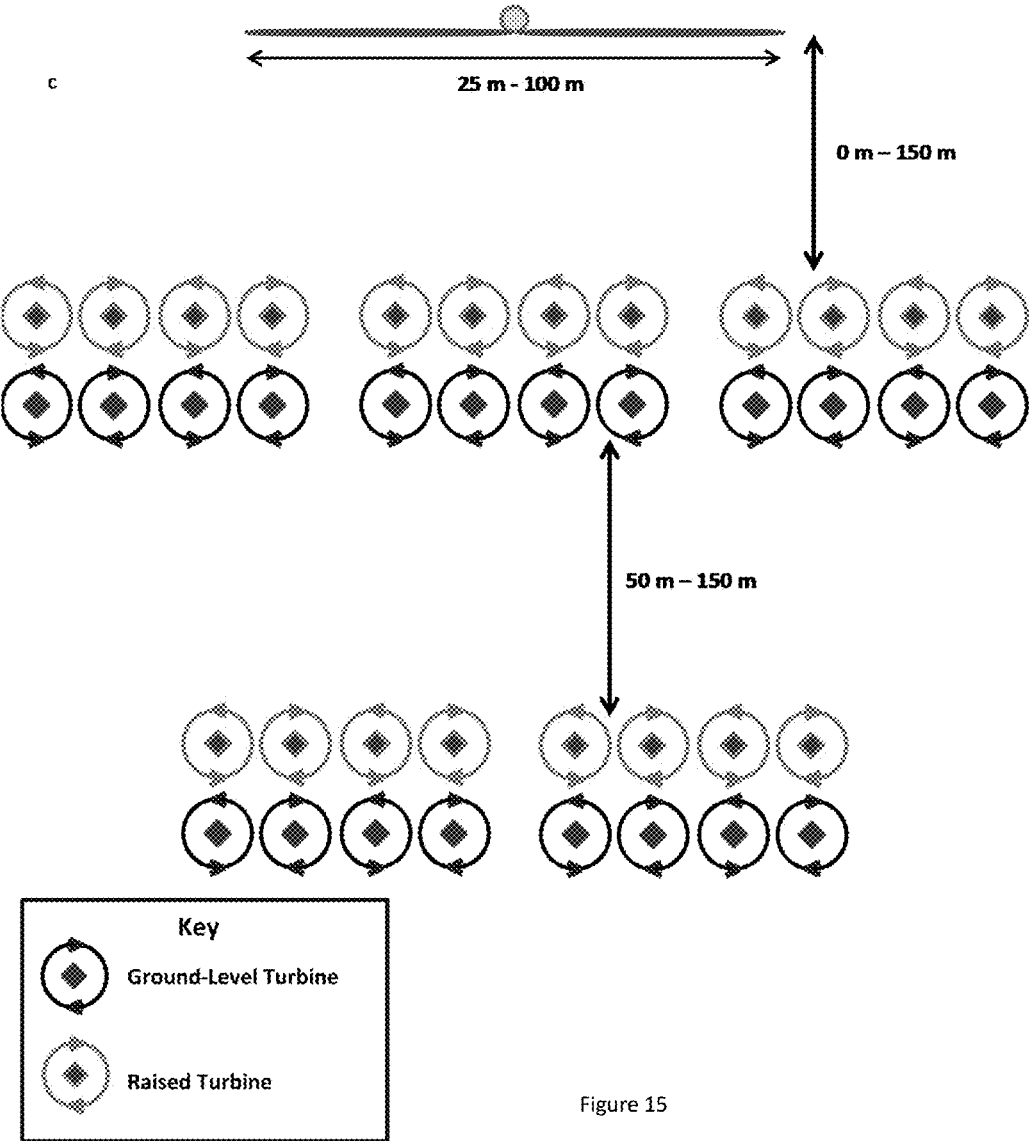 c
25 m - 100 m
0 m – 150 m
50 m – 150 m
Key
Ground-Level Turbine
Raised Turbine
Figure 15